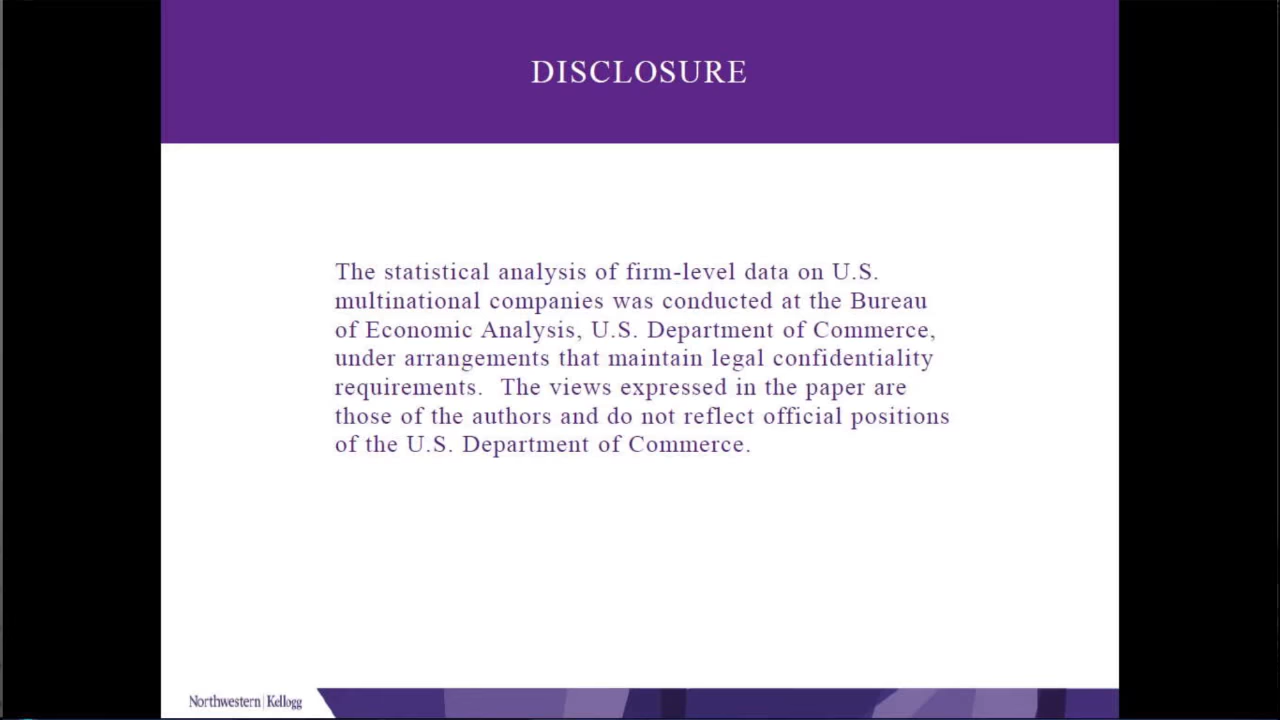 DISCLOSURE
The statistical analysis of firm-level data on U.S.
multinational companies was conducted at the Bureau
of Economic Analysis, U.S. Department of Commerce,
under arrangements that maintain legal confidentiality
requirements.  The views expressed in the paper are
those of the authors and do not reflect official positions
of the U.S. Department of Commerce.
Northwestern | Kellogg